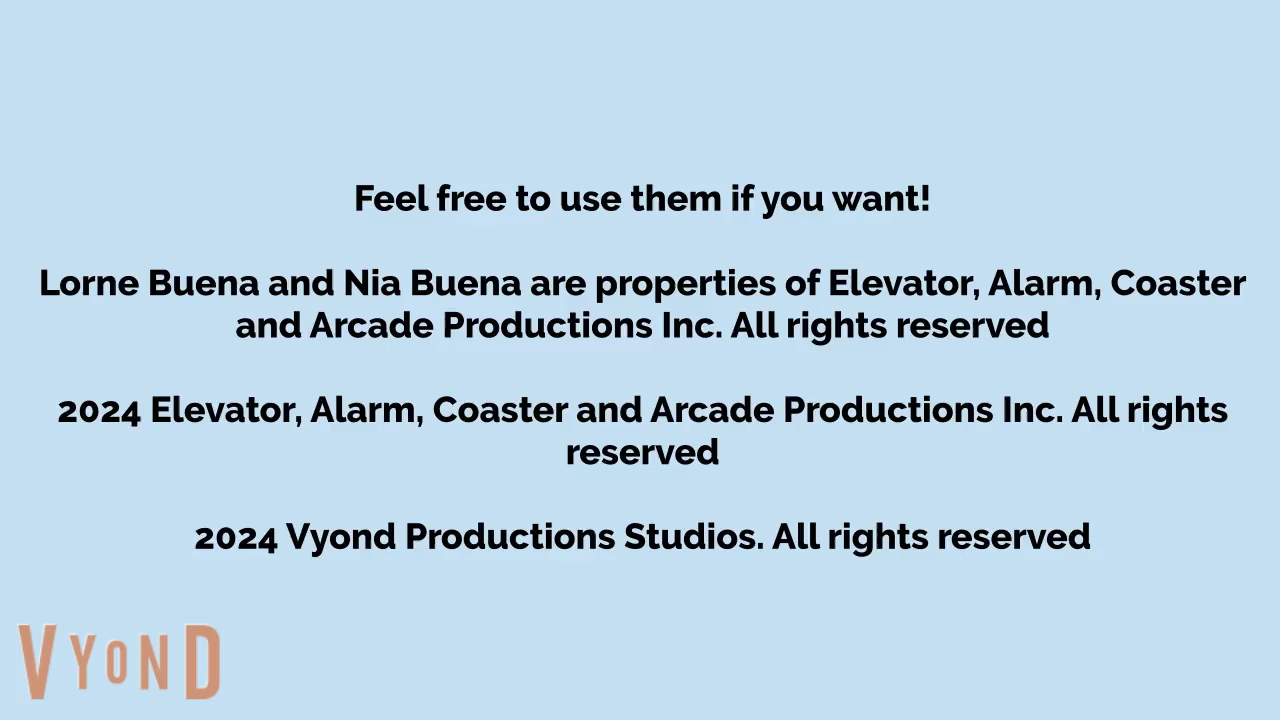 Feel free to use them if you want!
Lorne Buena and Nia Buena are properties of Elevator, Alarm, Coaster
and Arcade Productions Inc. All rights reserved
2024 Elevator, Alarm, Coaster and Arcade Productions Inc. All rights
reserved
2024 Vyond Productions Studios. All rights reserved
VYOND